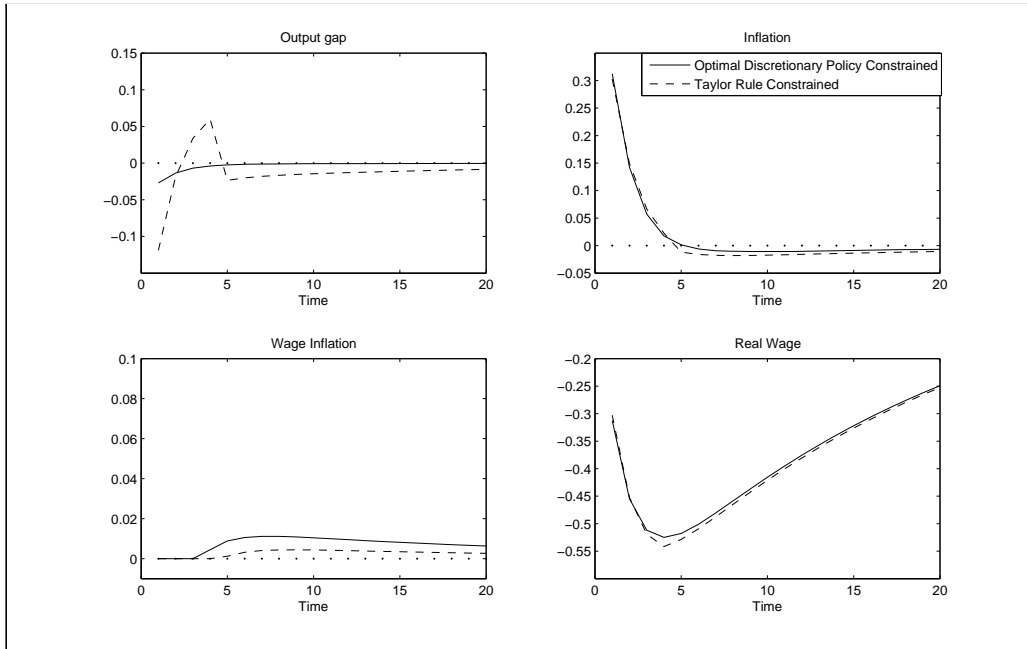 Output gap
0.15
0.1
0.05
0
−0.05
−0.1
0 5 10 15 20
Time
Inflation
Optimal Discretionary Policy Constrained
Taylor Rule Constrained
0.3
0.25
0.2
0.15
0.1
0.05
0
−0.05
0 5 10 15 20
Time
Wage Inflation
0.1
0.08
0.06
0.04
0.02
0
0 5 10 15 20
Time
Real Wage
−0.2
−0.25
−0.3
−0.35
−0.4
−0.45
−0.5
−0.55
0 5 10 15 20
Time